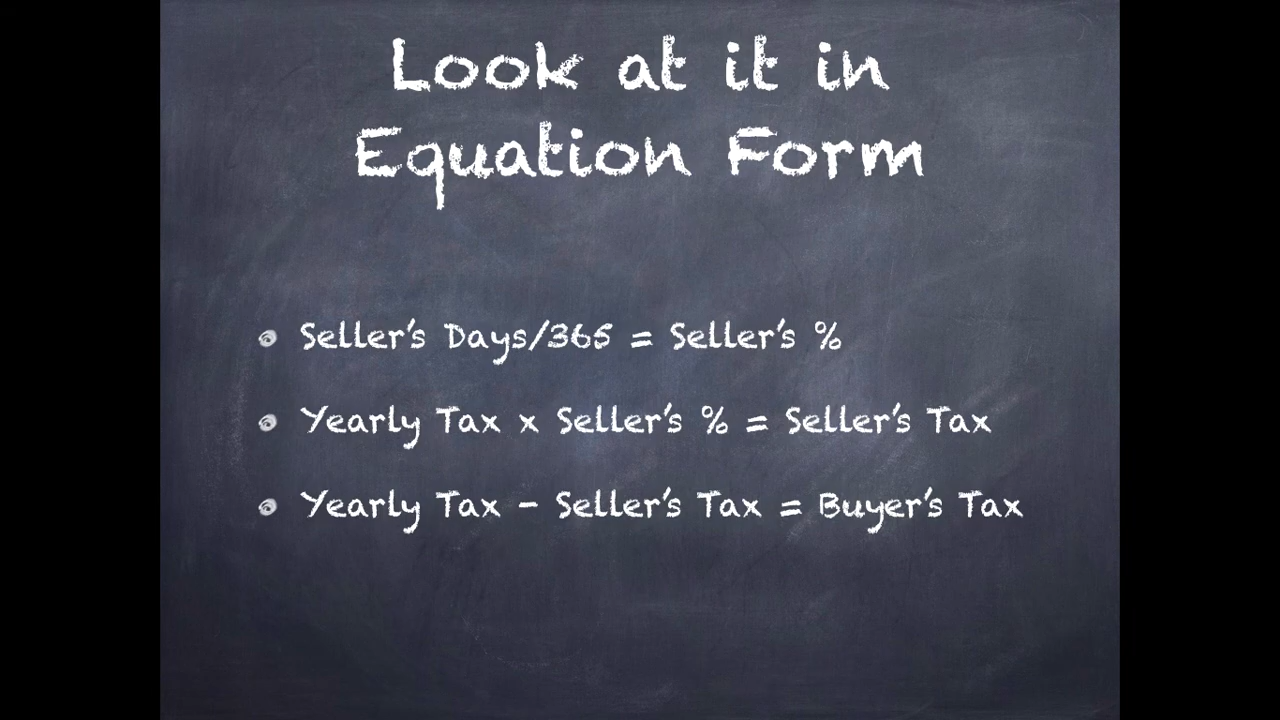 Look at it in
Equation Form
Seller's Days/365 = Seller's %
Yearly Tax x Seller's % = Seller's Tax
Yearly Tax - Seller's Tax = Buyer's Tax